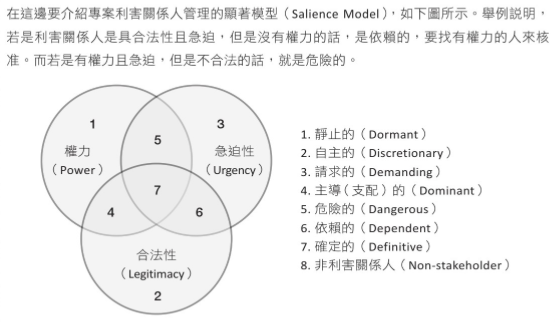 在這邊要介紹專案利害關係人管理的顯著模型（Salience Model），如下圖所示。舉例説明，
若是利害關係人是具合法性且急迫，但是沒有權力的話，是依賴的，要找有權力的人來核
准。而若是有權力且急迫，但是不合法的話，就是危險的。
1
3
5
權力
（Power）
急迫性
（Urgency）
7
4
6
合法性
（Legitimacy）
2
1. 靜止的（Dormant）
2. 自主的（Discretionary）
3. 請求的（Demanding）
4. 主導（支配）的（Dominant）
5. 危險的（Dangerous）
6. 依賴的（Dependent）
7. 確定的（Definitive）
8. 非利害關係人（Non-stakeholder）